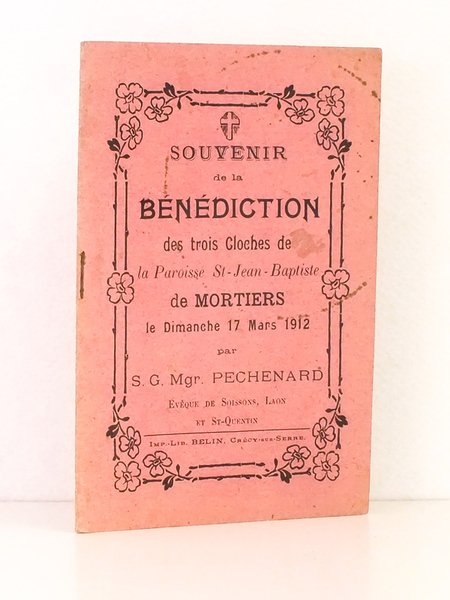 SOUVENIR
de la
BÉNÉDICTION
des trois Cloches de
la Paroisse St-Jean-Baptiste
de MORTIERS
le Dimanche 17 Mars 1912
par
S. G. Mgr. PECHENARD
Evêque de Soissons, Laon
et St-Quentin
Imp.-Lib. BELIN, Crécy-sur-Serre.